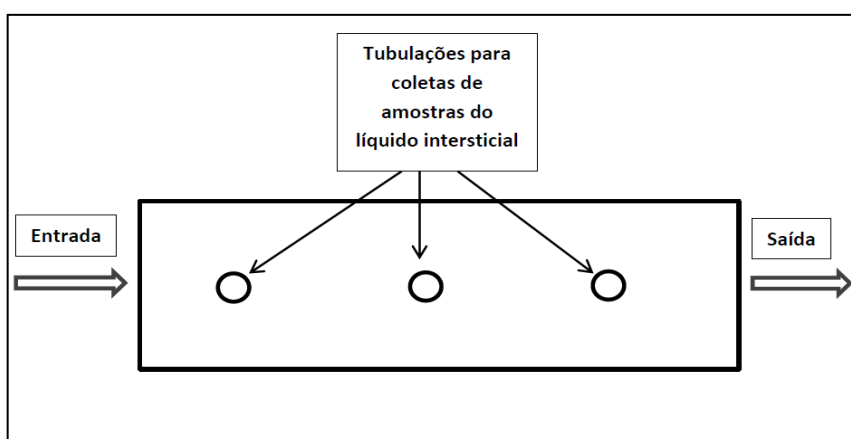 Tubulações para
coletas de
amostras do
líquido intersticial
Entrada
Saída